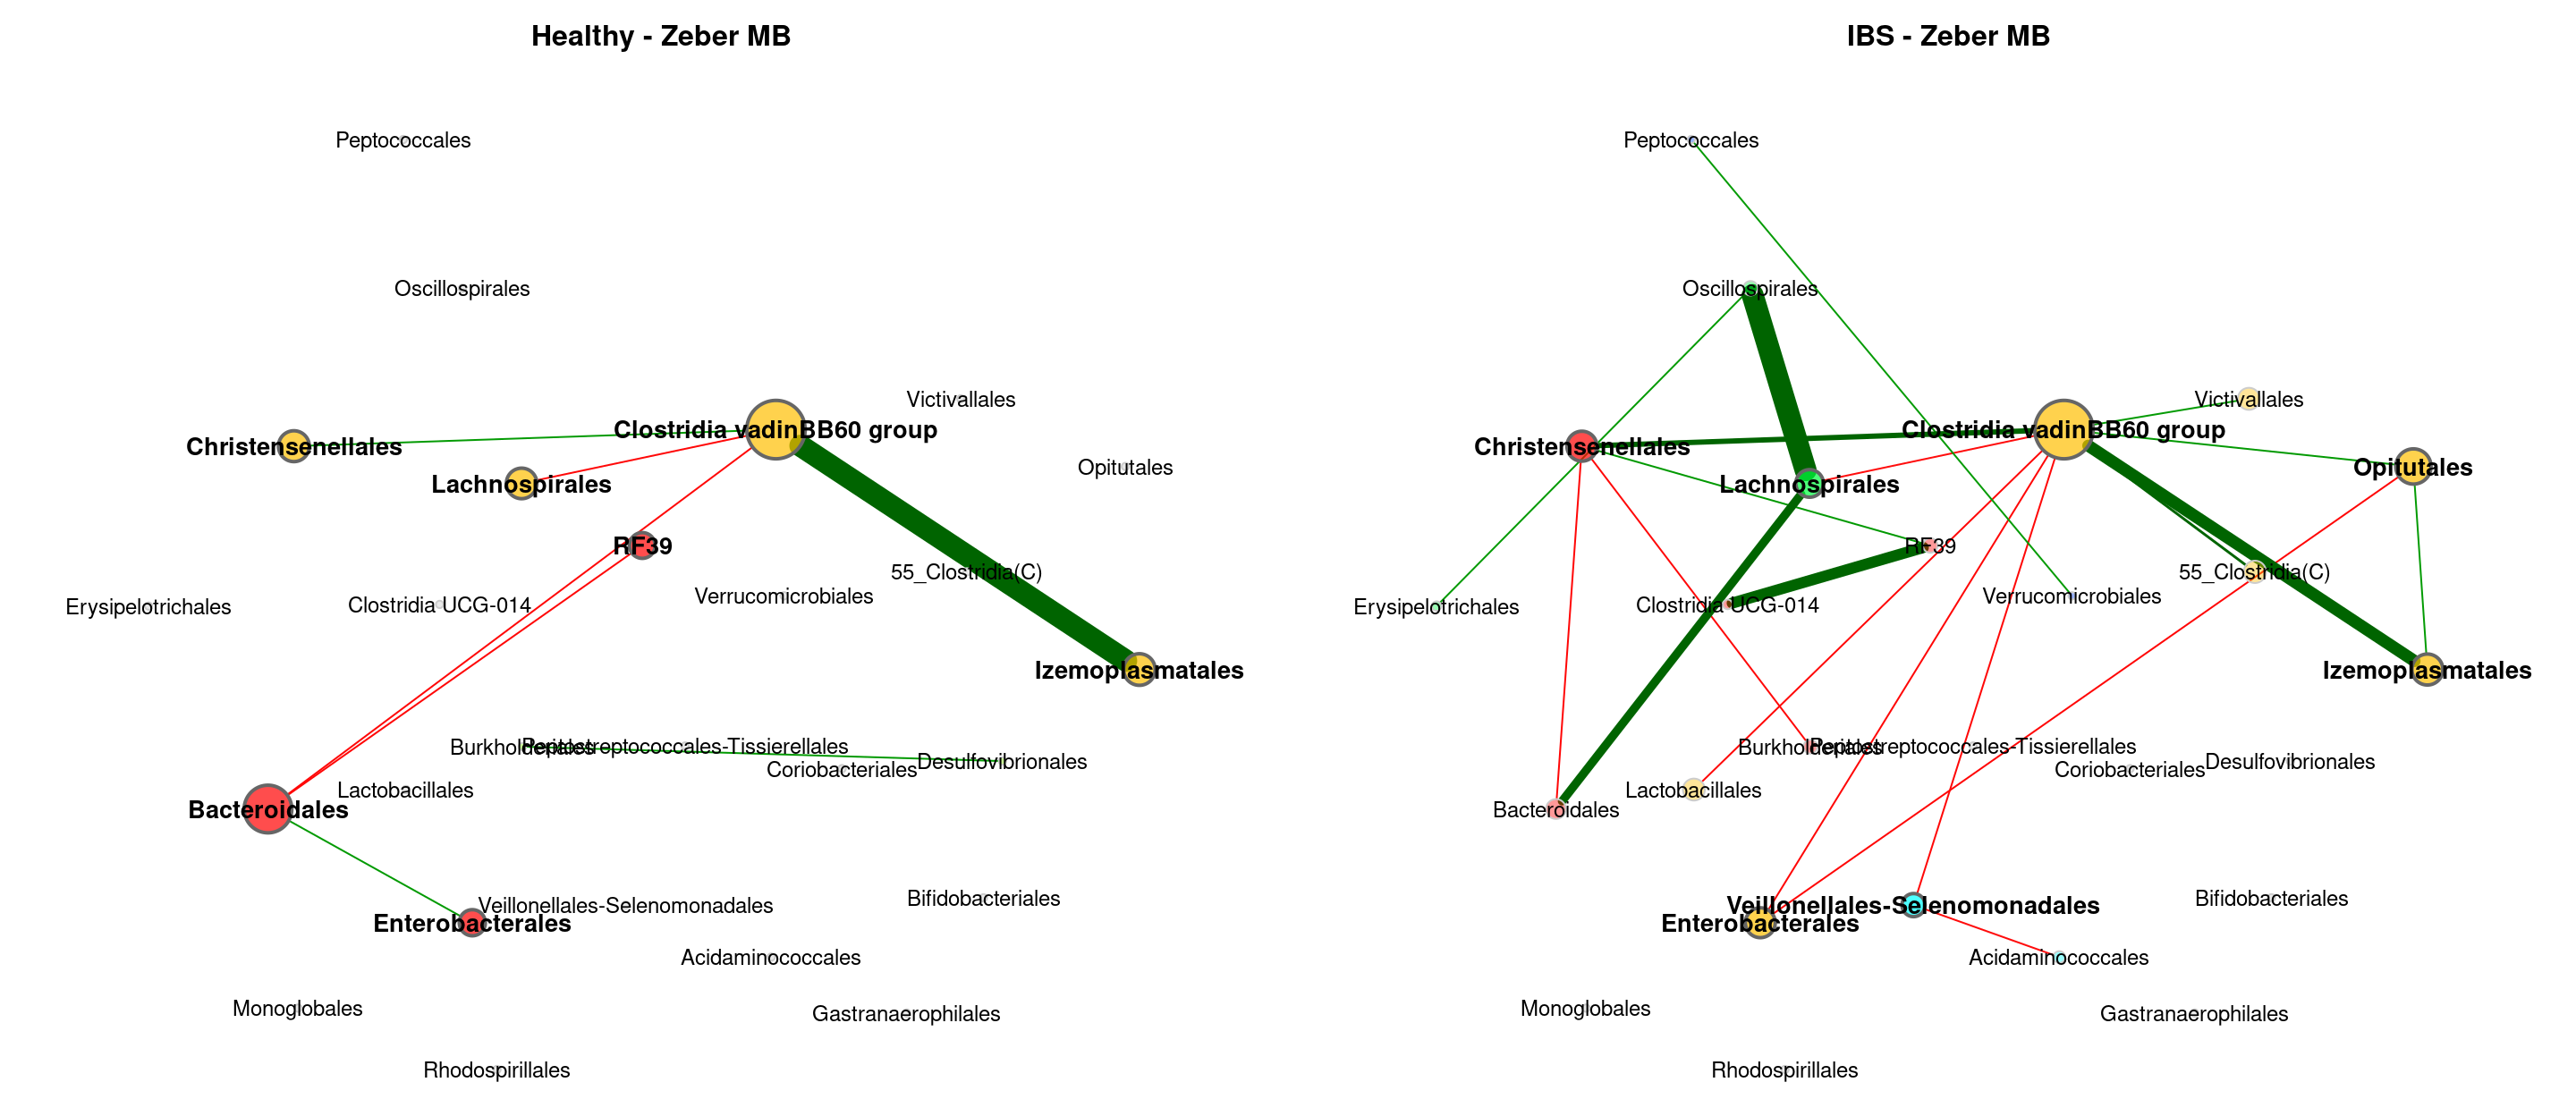 Healthy - Zeber MB
Peptococcales
Oscillospirales
Victivallales
Clostridia vadinBB60 group
Christensenellales
Opitutales
Lachnospirales
RF39
55_Clostridia(C)
Verrucomicrobiales
Erysipelotrichales
Clostridia UCG-014
Izemoplasmatales
Burkholderiales
Peptostreptococcales-Tissierellales
Desulfovibrionales
Coriobacteriales
Lactobacillales
Bacteroidales
Bifidobacteriales
Veillonellales-Selenomonadales
Enterobacterales
Acidaminococcales
Monoglobales
Gastranaerophilales
Rhodospirillales
IBS - Zeber MB
Peptococcales
Oscillospirales
Victivallales
Clostridia vadinBB60 group
Christensenellales
Opitutales
Lachnospirales
RF39
55_Clostridia(C)
Verrucomicrobiales
Erysipelotrichales
Clostridia UCG-014
Izemoplasmatales
Burkholderiales
Peptostreptococcales-Tissierellales
Desulfovibrionales
Coriobacteriales
Lactobacillales
Bacteroidales
Bifidobacteriales
Veillonellales-Selenomonadales
Enterobacterales
Acidaminococcales
Monoglobales
Gastranaerophilales
Rhodospirillales